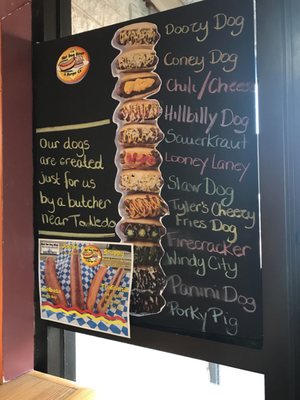 Doozy Dog
Coney Dog
Chili/Cheese
Hillbilly Dog
Sauerkraut
Looney Laney
Slaw Dog
Tyler's Cheesy
Fries Dog
Firecracker
Windy City
Panini Dog
Porky Pig
Our dogs
are created
just for us
by a butcher
near Toledo